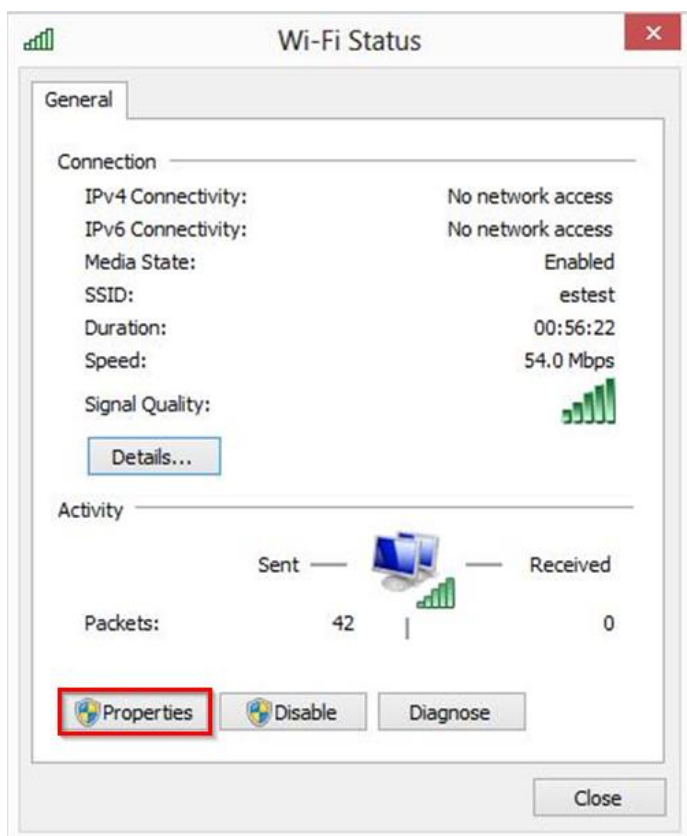 Wi-Fi Status
General
Connection
IPv4 Connectivity: No network access
IPv6 Connectivity: No network access
Media State: Enabled
SSID: estest
Duration: 00:56:22
Speed: 54.0 Mbps
Signal Quality:
Details...
Activity
Sent Received
Packets: 42 0
Properties Disable Diagnose
Close